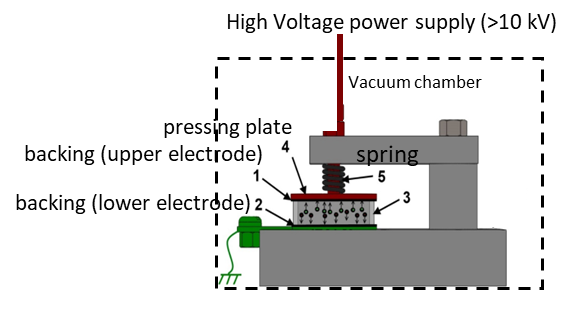 High Voltage power supply (>10 kV)
Vacuum chamber
pressing plate
backing (upper electrode)
4
spring
1
5
backing (lower electrode)
2
3